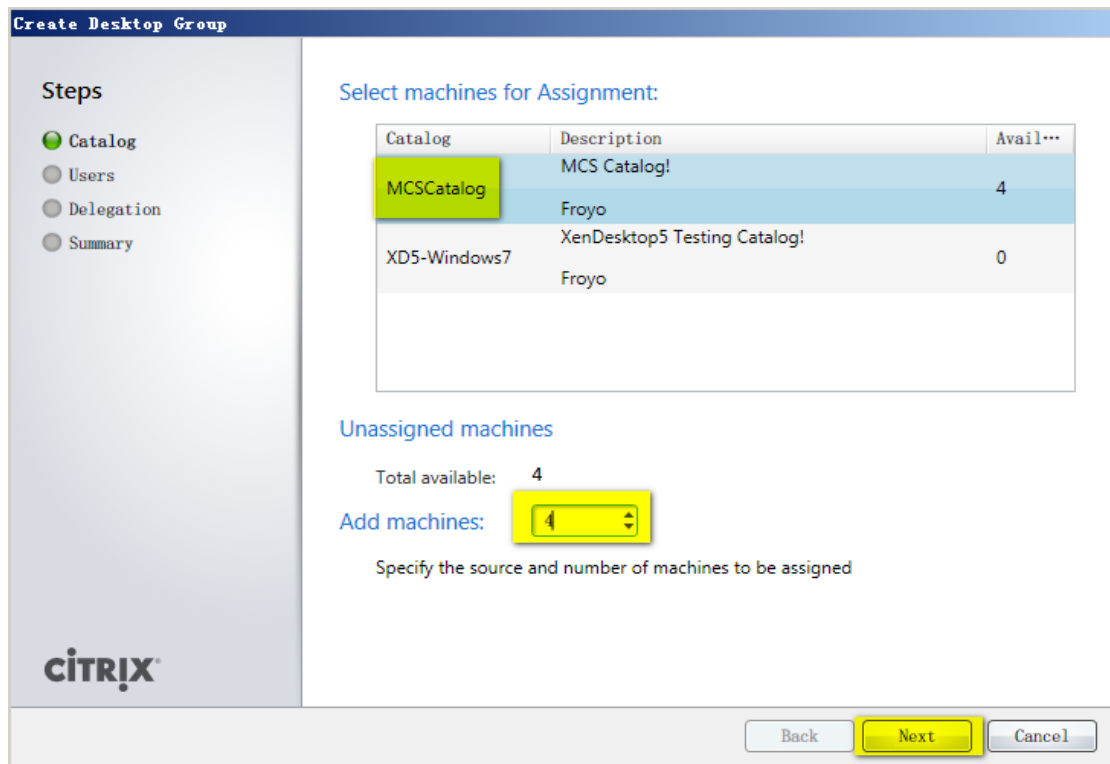 Create Desktop Group
Steps
Catalog
Users
Delegation
Summary
Select machines for Assignment:
Catalog Description Avail···
MCSCatalog MCS Catalog! 4
Froyo
XD5-Windows7 XenDesktop5 Testing Catalog! 0
Froyo
Unassigned machines
Total available: 4
Add machines: 4
Specify the source and number of machines to be assigned
CITRIX
Back Next Cancel